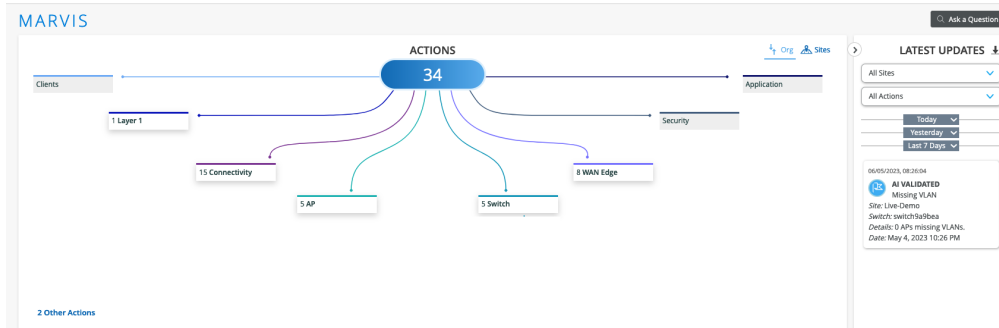 MARVIS
Ask a Question
ACTIONS
34
Org
Sites
Clients
Application
1 Layer 1
Security
15 Connectivity
8 WAN Edge
5 AP
5 Switch
2 Other Actions
LATEST UPDATES
All Sites
All Actions
Today
Yesterday
Last 7 Days
06/05/2023, 08:26:04
AI VALIDATED
Missing VLAN
Site: Live-Demo
Switch: switch9a9bea
Details: 0 APs missing VLANs.
Date: May 4, 2023 10:26 PM